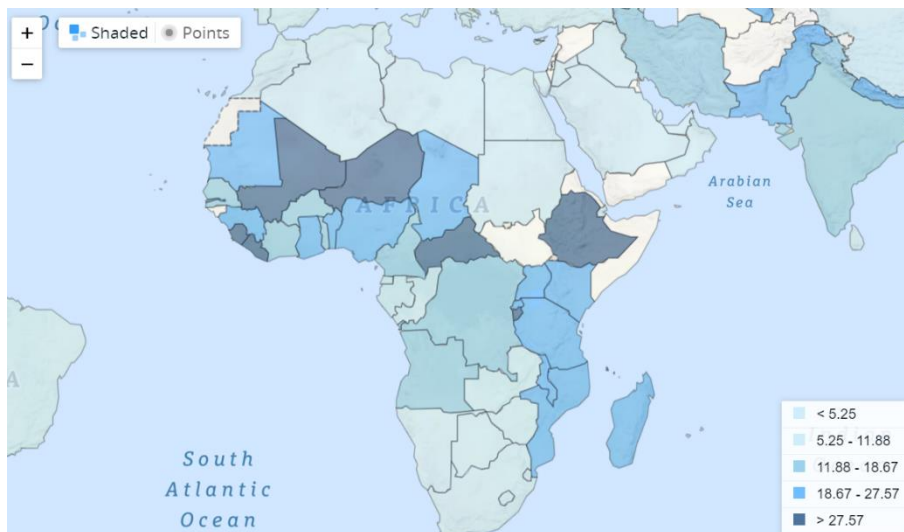 +
−
Shaded
Points
AFRICA
Arabian
Sea
A
South
Atlantic
Ocean
< 5.25
5.25 - 11.88
11.88 - 18.67
18.67 - 27.57
> 27.57